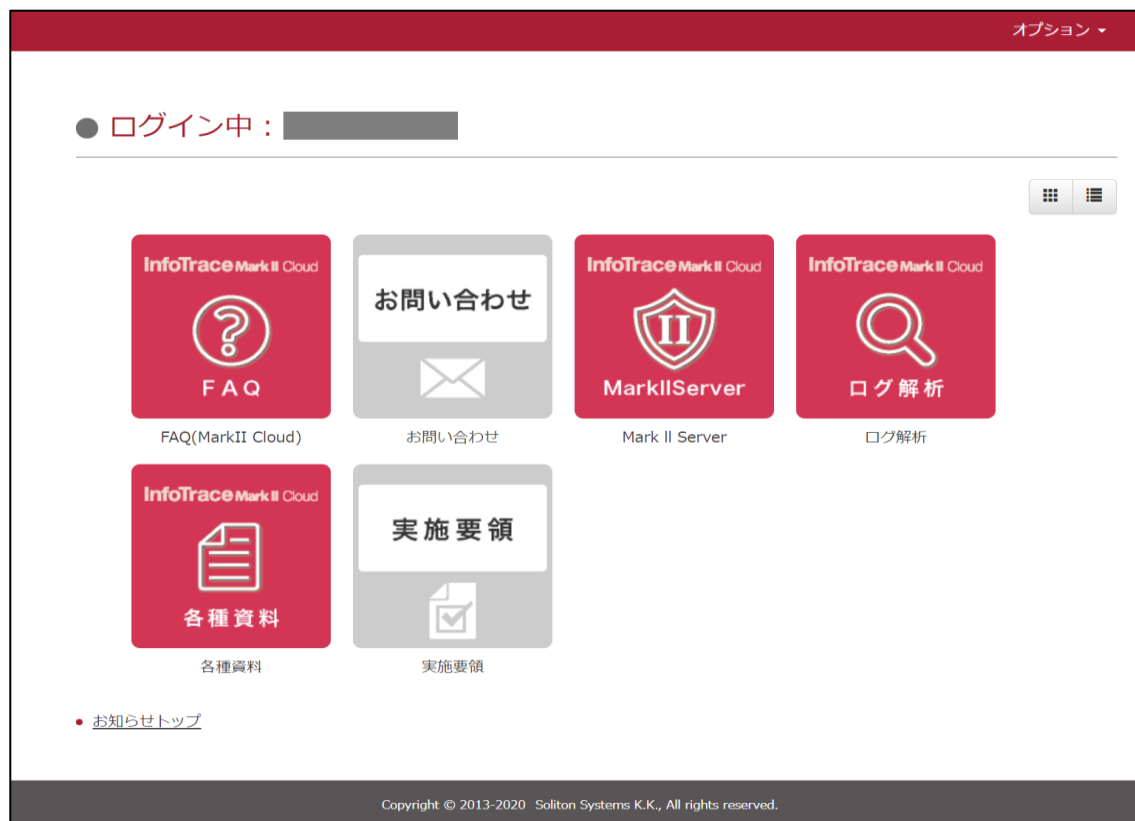 オプション
ログイン中：
InfoTrace Mark II Cloud
FAQ
FAQ(MarkII Cloud)
お問い合わせ
お問い合わせ
InfoTrace Mark II Cloud
II
MarkIIServer
Mark II Server
InfoTrace Mark II Cloud
ログ解析
ログ解析
InfoTrace Mark II Cloud
各種資料
各種資料
実施要領
実施要領
お知らせトップ
Copyright © 2013-2020 Soliton Systems K.K., All rights reserved.